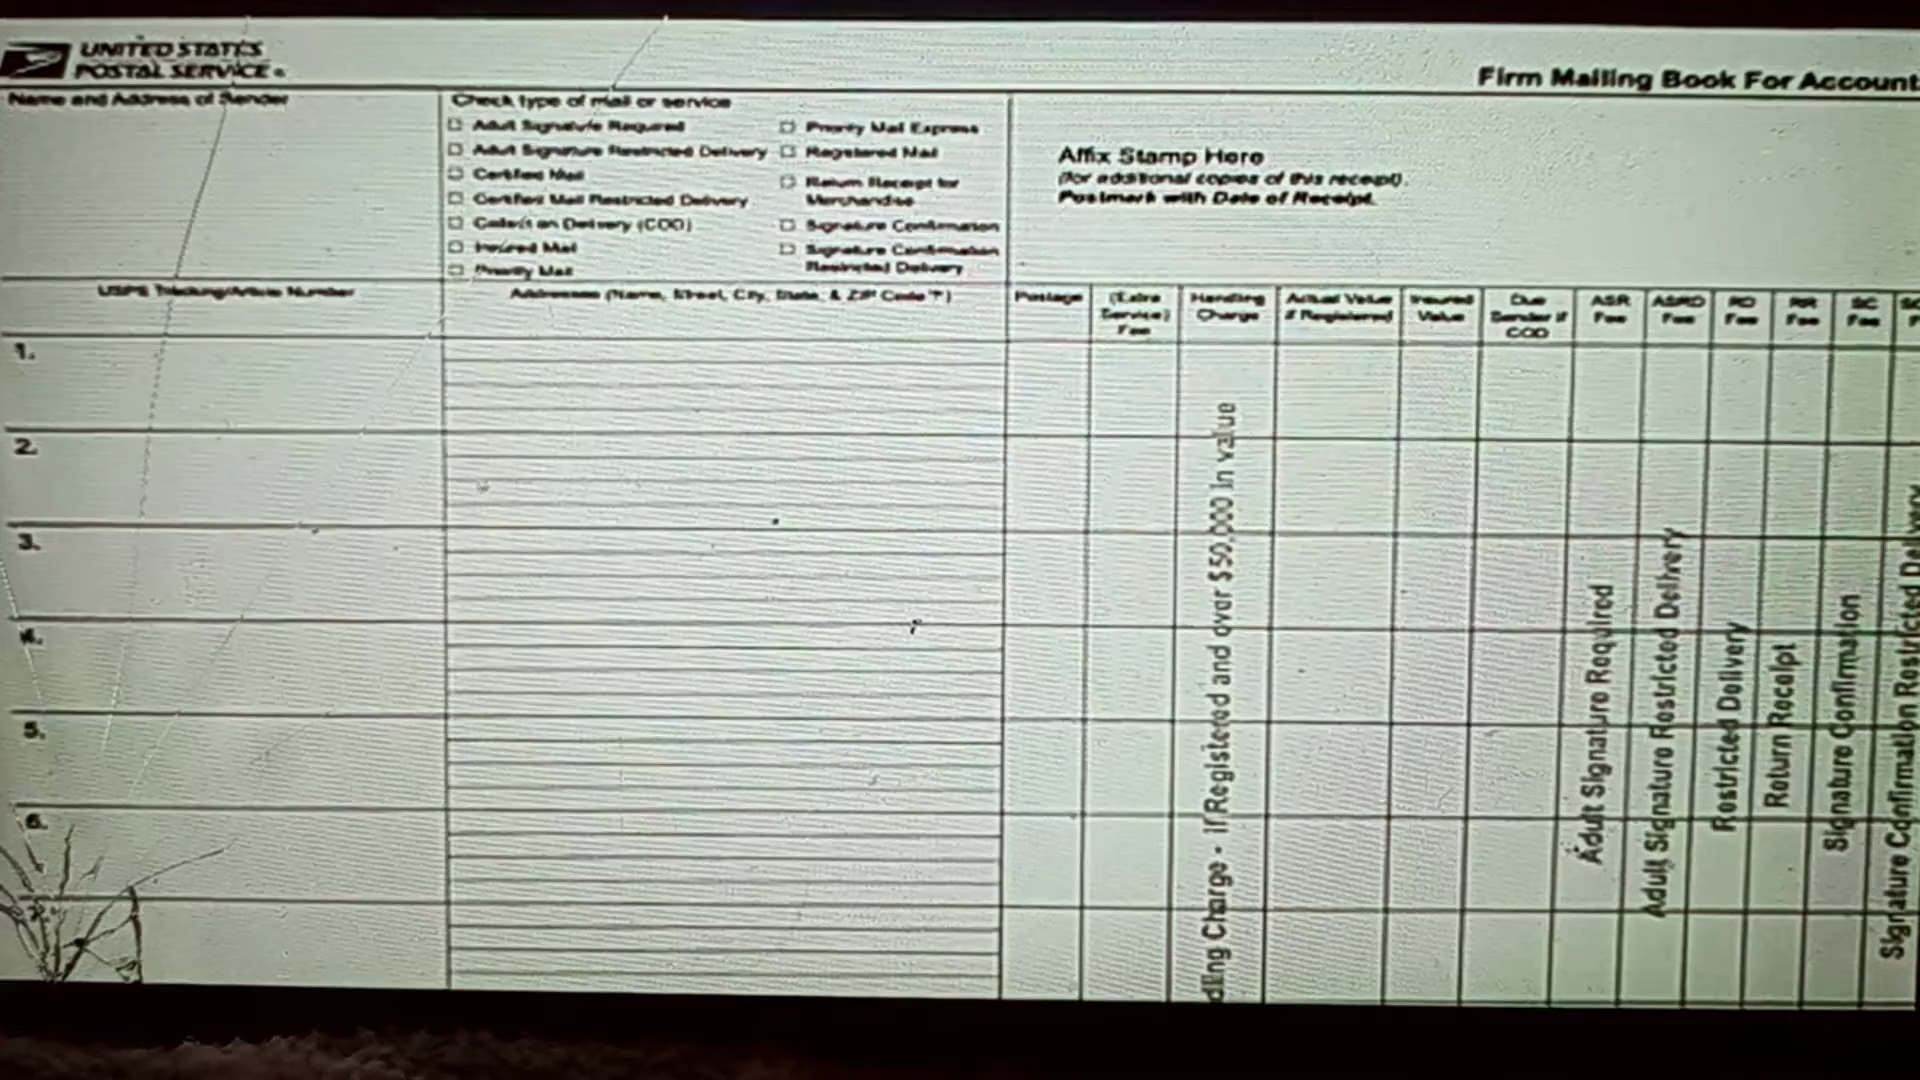 UNITED STATES
POSTAL SERVICE
Firm Mailing Book For Account
Name and Address of Sender
Check type of mail or service
Adult Signature Required
Adult Signature Restricted Delivery
Certified Mail
Certified Mail Restricted Delivery
Collect on Delivery (COD)
Insured Mail
Priority Mail
Priority Mail Express
Registered Mail
Return Receipt for
Merchandise
Signature Confirmation
Signature Confirmation
Restricted Delivery
Affix Stamp Here
(for additional copies of this receipt).
Postmark with Date of Receipt.
USPS Tracking/Article Number
Addressee (Name, Street, City, State, & ZIP Code™)
Postage
(Extra
Service)
Fee
Handling
Charge
Actual Value
if Registered
Insured
Value
Due
Sender if
COD
ASR
Fee
ASRD
Fee
RD
Fee
RR
Fee
SC
Fee
1.
2.
3.
4.
5.
6.
7.
dling Charge - if Registered and over $50,000 in value
Adult Signature Required
Adult Signature Restricted Delivery
Restricted Delivery
Return Receipt
Signature Confirmation
Signature Confirmation Restricted Delivery